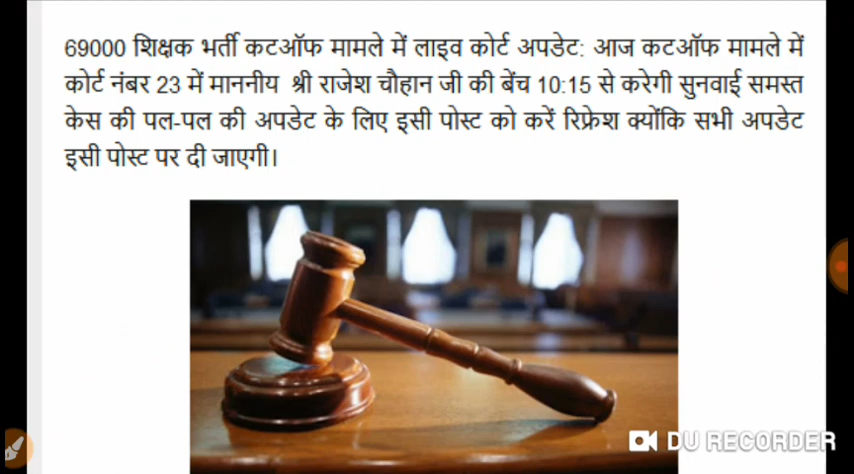 69000 शिक्षक भर्ती कटऑफ मामले में लाइव कोर्ट अपडेट: आज कटऑफ मामले में
कोर्ट नंबर 23 में माननीय श्री राजेश चौहान जी की बेंच 10:15 से करेगी सुनवाई समस्त
केस की पल-पल की अपडेट के लिए इसी पोस्ट को करें रिफ्रेश क्योंकि सभी अपडेट
इसी पोस्ट पर दी जाएगी।
DU RECORDER